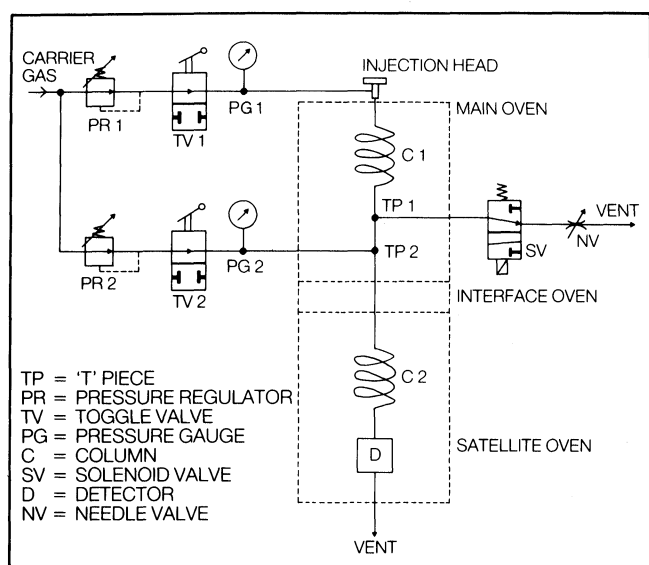 CARRIER
GAS
INJECTION HEAD
MAIN OVEN
PR 1
TV 1
PG 1
C 1
TP 1
VENT
SV
NV
TP 2
PR 2
TV 2
PG 2
INTERFACE OVEN
TP = 'T' PIECE
PR = PRESSURE REGULATOR
TV = TOGGLE VALVE
PG = PRESSURE GAUGE
C = COLUMN
SV = SOLENOID VALVE
D = DETECTOR
NV = NEEDLE VALVE
C 2
SATELLITE OVEN
D
VENT